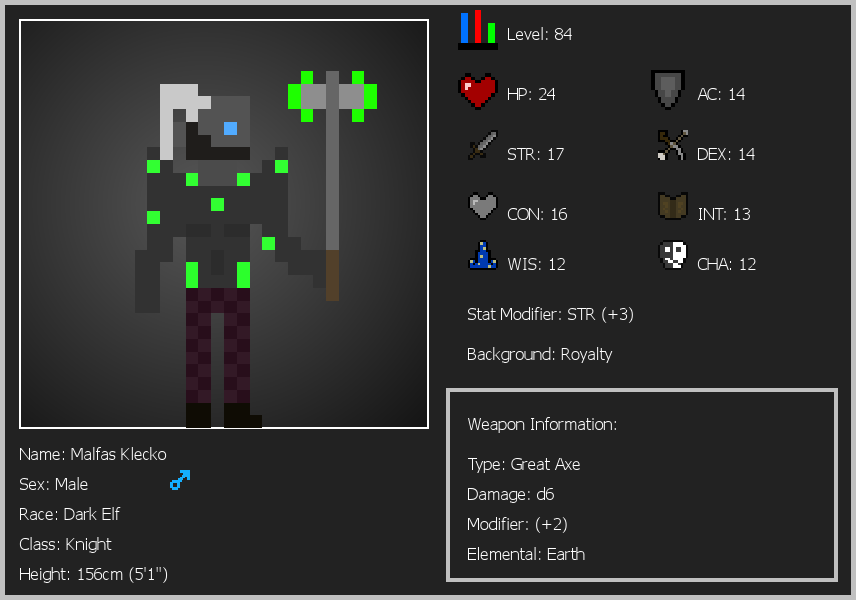 Level: 84
HP: 24
AC: 14
STR: 17
DEX: 14
CON: 16
INT: 13
WIS: 12
CHA: 12
Stat Modifier: STR (+3)
Background: Royalty
Weapon Information:
Type: Great Axe
Damage: d6
Modifier: (+2)
Elemental: Earth
Name: Malfas Klecko
Sex: Male
Race: Dark Elf
Class: Knight
Height: 156cm (5'1")